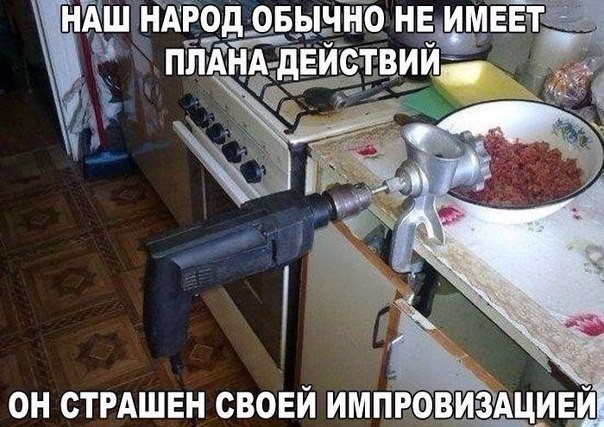 НАШ НАРОД ОБЫЧНО НЕ ИМЕЕТ
ПЛАНА ДЕЙСТВИЙ
ОН СТРАШЕН СВОЕЙ ИМПРОВИЗАЦИЕЙ